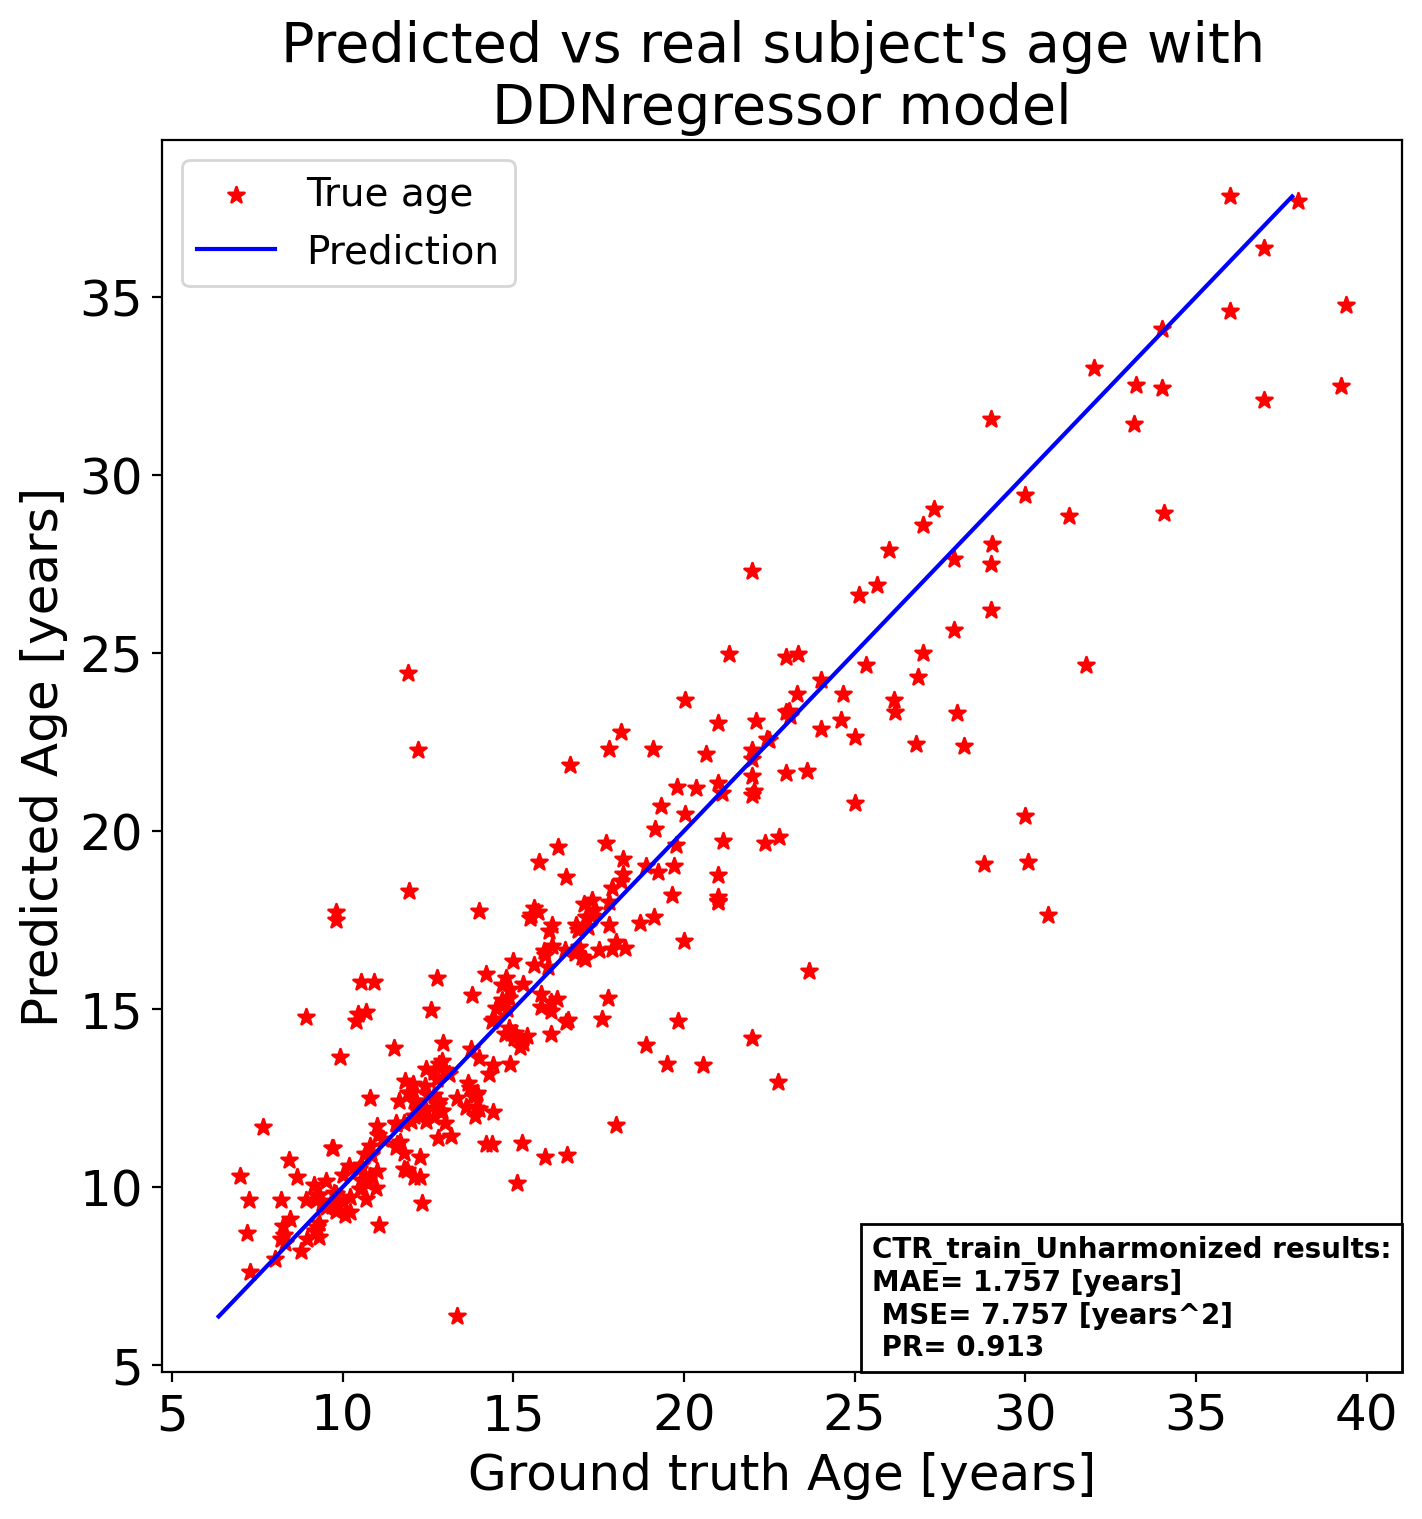 Predicted vs real subject's age with
DDNregressor model
True age
Prediction
Predicted Age [years]
35
30
25
20
15
10
5
5 10 15 20 25 30 35 40
Ground truth Age [years]
CTR_train_Unharmonized results:
MAE= 1.757 [years]
MSE= 7.757 [years^2]
PR= 0.913